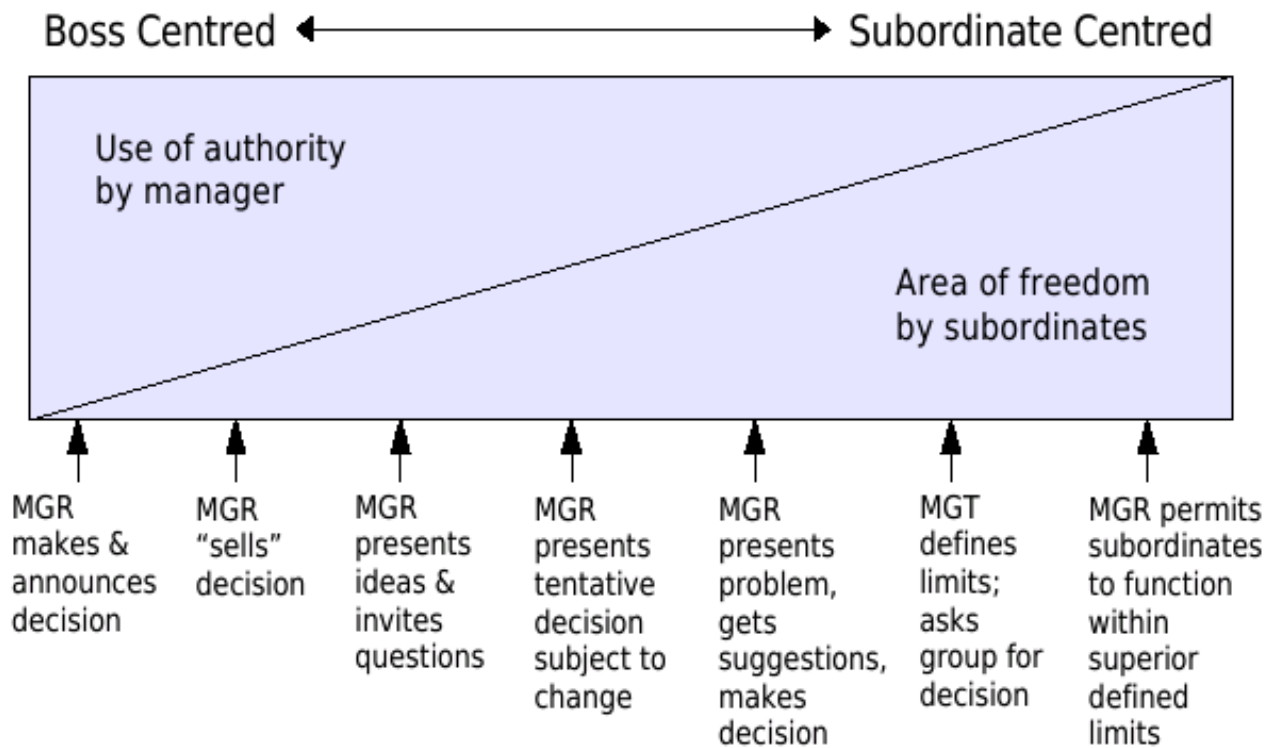 Boss Centred
Subordinate Centred
Use of authority
by manager
Area of freedom
by subordinates
MGR
makes &
announces
decision
MGR
“sells”
decision
MGR
presents
ideas &
invites
questions
MGR
presents
tentative
decision
subject to
change
MGR
presents
problem,
gets
suggestions,
makes
decision
MGT
defines
limits;
asks
group for
decision
MGR permits
subordinates
to function
within
superior
defined
limits